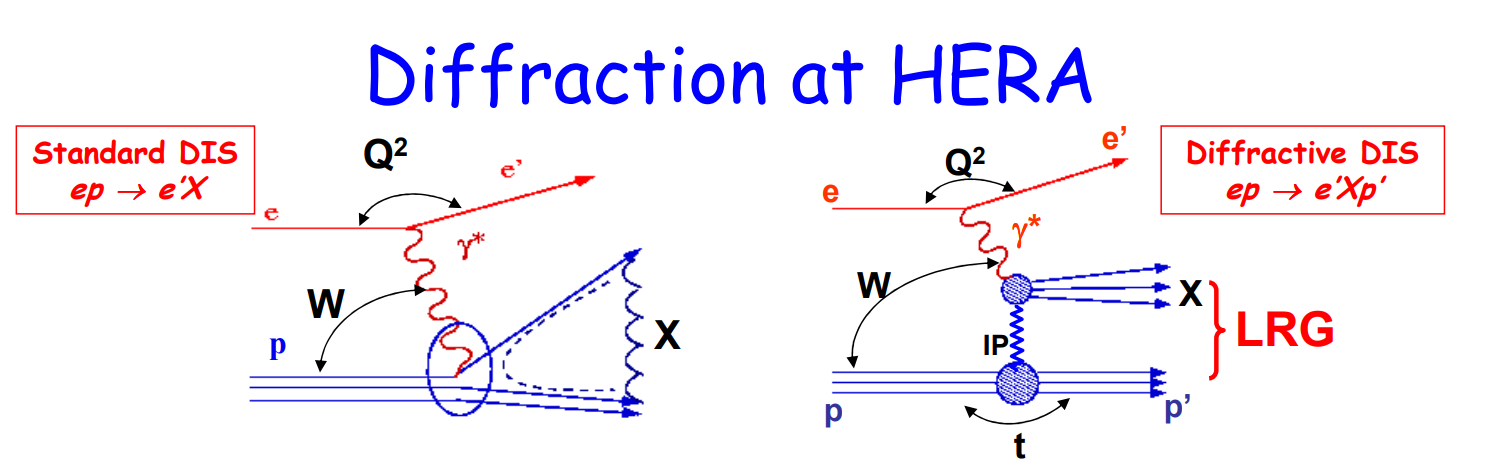 Diffraction at HERA
Standard DIS
ep → e'X
Q²
e
e'
γ*
W
p
X
Diffractive DIS
ep → e'Xp'
Q²
e
e'
γ*
W
X
LRG
IP
p
p'
t